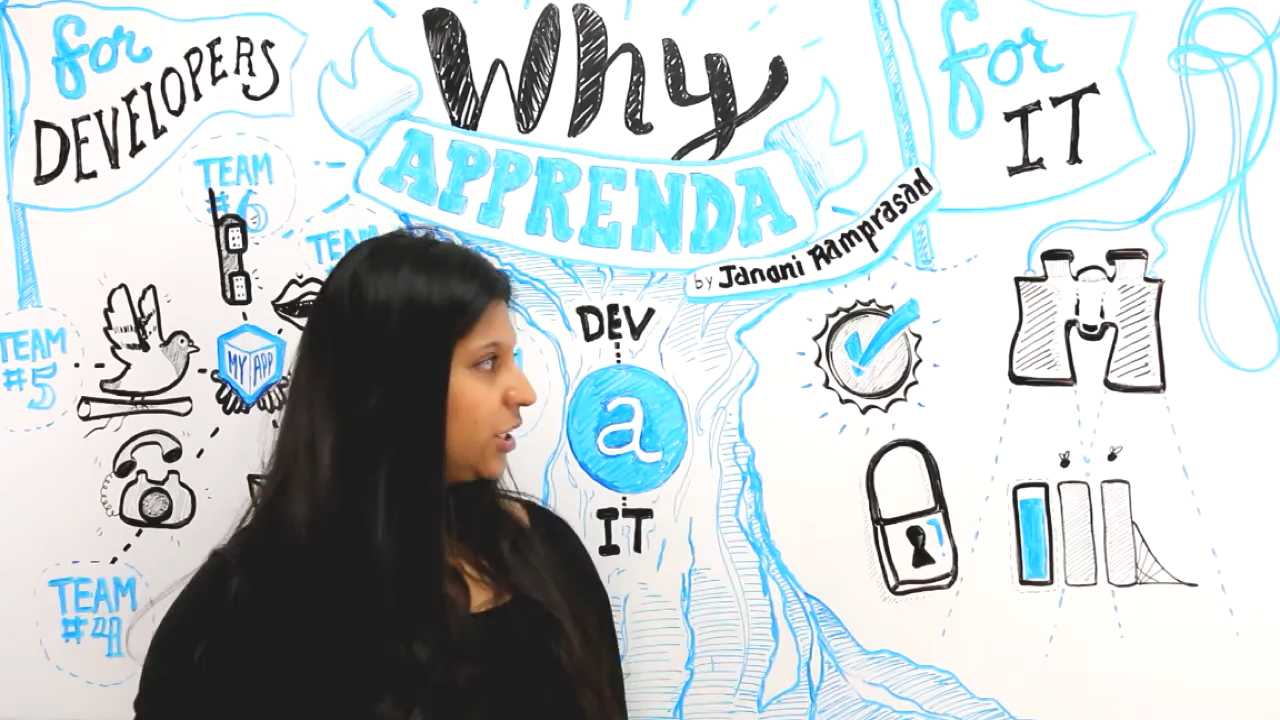 for
DEVELOPERS
Why
APPRENDA
by Janani Ramprasad
for
IT
TEAM
#6
TEAM
TEAM
#5
MY APP
DEV
a
IT
TEAM
#4